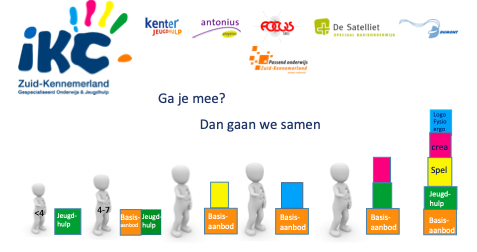 iKC
Zuid-Kennemerland
Gespecialiseerd Onderwijs & Jeugdhulp
kenter
JEUGDHULP
antonius
De Satelliet
SPECIAAL BASISONDERWIJS
Passend onderwijs
Zuid-Kennemerland
Ga je mee?
Dan gaan we samen
<4
Jeugd-
hulp
4-7
Basis-
aanbod
Jeugd-
hulp
Basis-
aanbod
Basis-
aanbod
Basis-
aanbod
Logo
Fysio
ergo
crea
Spel
Jeugd-
hulp
Basis-
aanbod